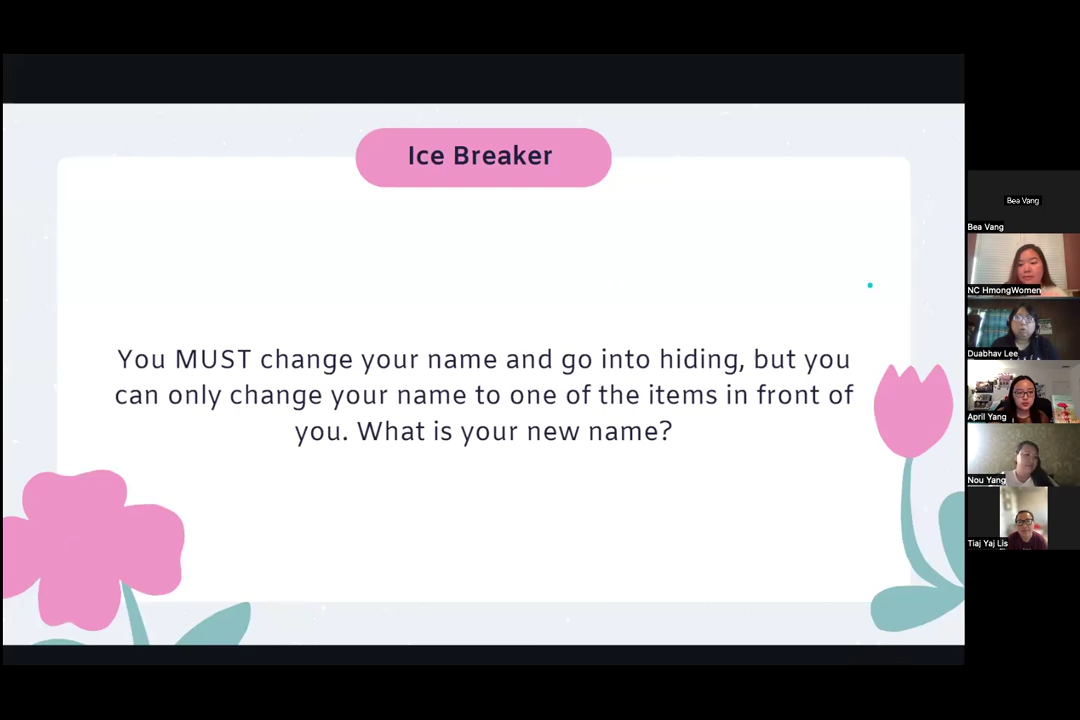 Ice Breaker
You MUST change your name and go into hiding, but you
can only change your name to one of the items in front of
you. What is your new name?
Bea Vang
Bea Vang
NC HmongWomen
Duabhav Lee
April Yang
Nou Yang
Tiaj Yaj Lis